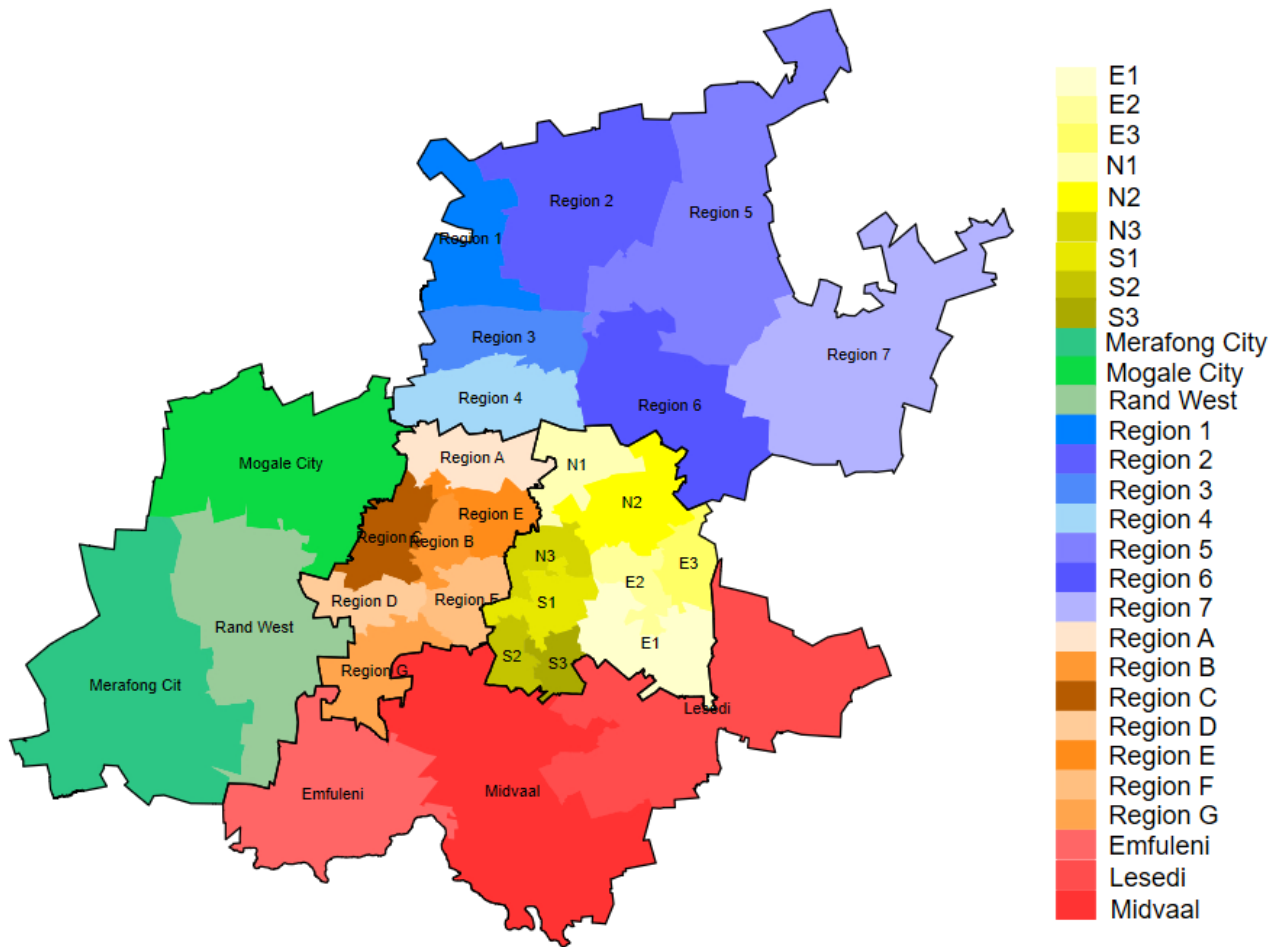 Region 2
Region 5
Region 1
Region 3
Region 7
Region 4
Region 6
Region A
Mogale City
N1
N2
Region E
Region C
Region B
N3
E3
E2
Region D
Region F
S1
Rand West
E1
S2
S3
Region G
Merafong Cit
Lesedi
Midvaal
Emfuleni
E1
E2
E3
N1
N2
N3
S1
S2
S3
Merafong City
Mogale City
Rand West
Region 1
Region 2
Region 3
Region 4
Region 5
Region 6
Region 7
Region A
Region B
Region C
Region D
Region E
Region F
Region G
Emfuleni
Lesedi
Midvaal